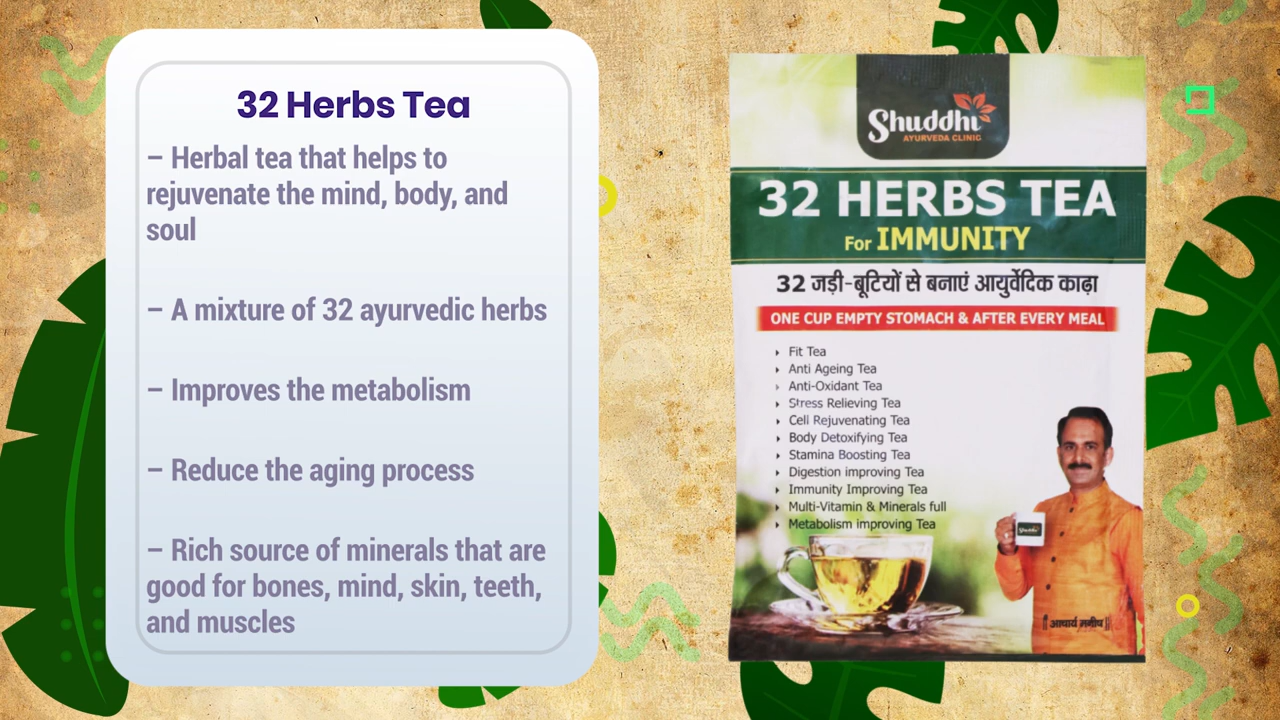 32 Herbs Tea
– Herbal tea that helps to
rejuvenate the mind, body, and
soul
– A mixture of 32 ayurvedic herbs
– Improves the metabolism
– Reduce the aging process
– Rich source of minerals that are
good for bones, mind, skin, teeth,
and muscles
Shuddhi
AYURVEDA CLINIC
32 HERBS TEA
For IMMUNITY
32 जड़ी-बूटियों से बनाएं आयुर्वेदिक काढ़ा
ONE CUP EMPTY STOMACH & AFTER EVERY MEAL
Fit Tea
Anti Ageing Tea
Anti-Oxidant Tea
Stress Relieving Tea
Cell Rejuvenating Tea
Body Detoxifying Tea
Stamina Boosting Tea
Digestion improving Tea
Immunity Improving Tea
Multi-Vitamin & Minerals full
Metabolism improving Tea
Shuddhi
॥ आचार्य मनीष ॥